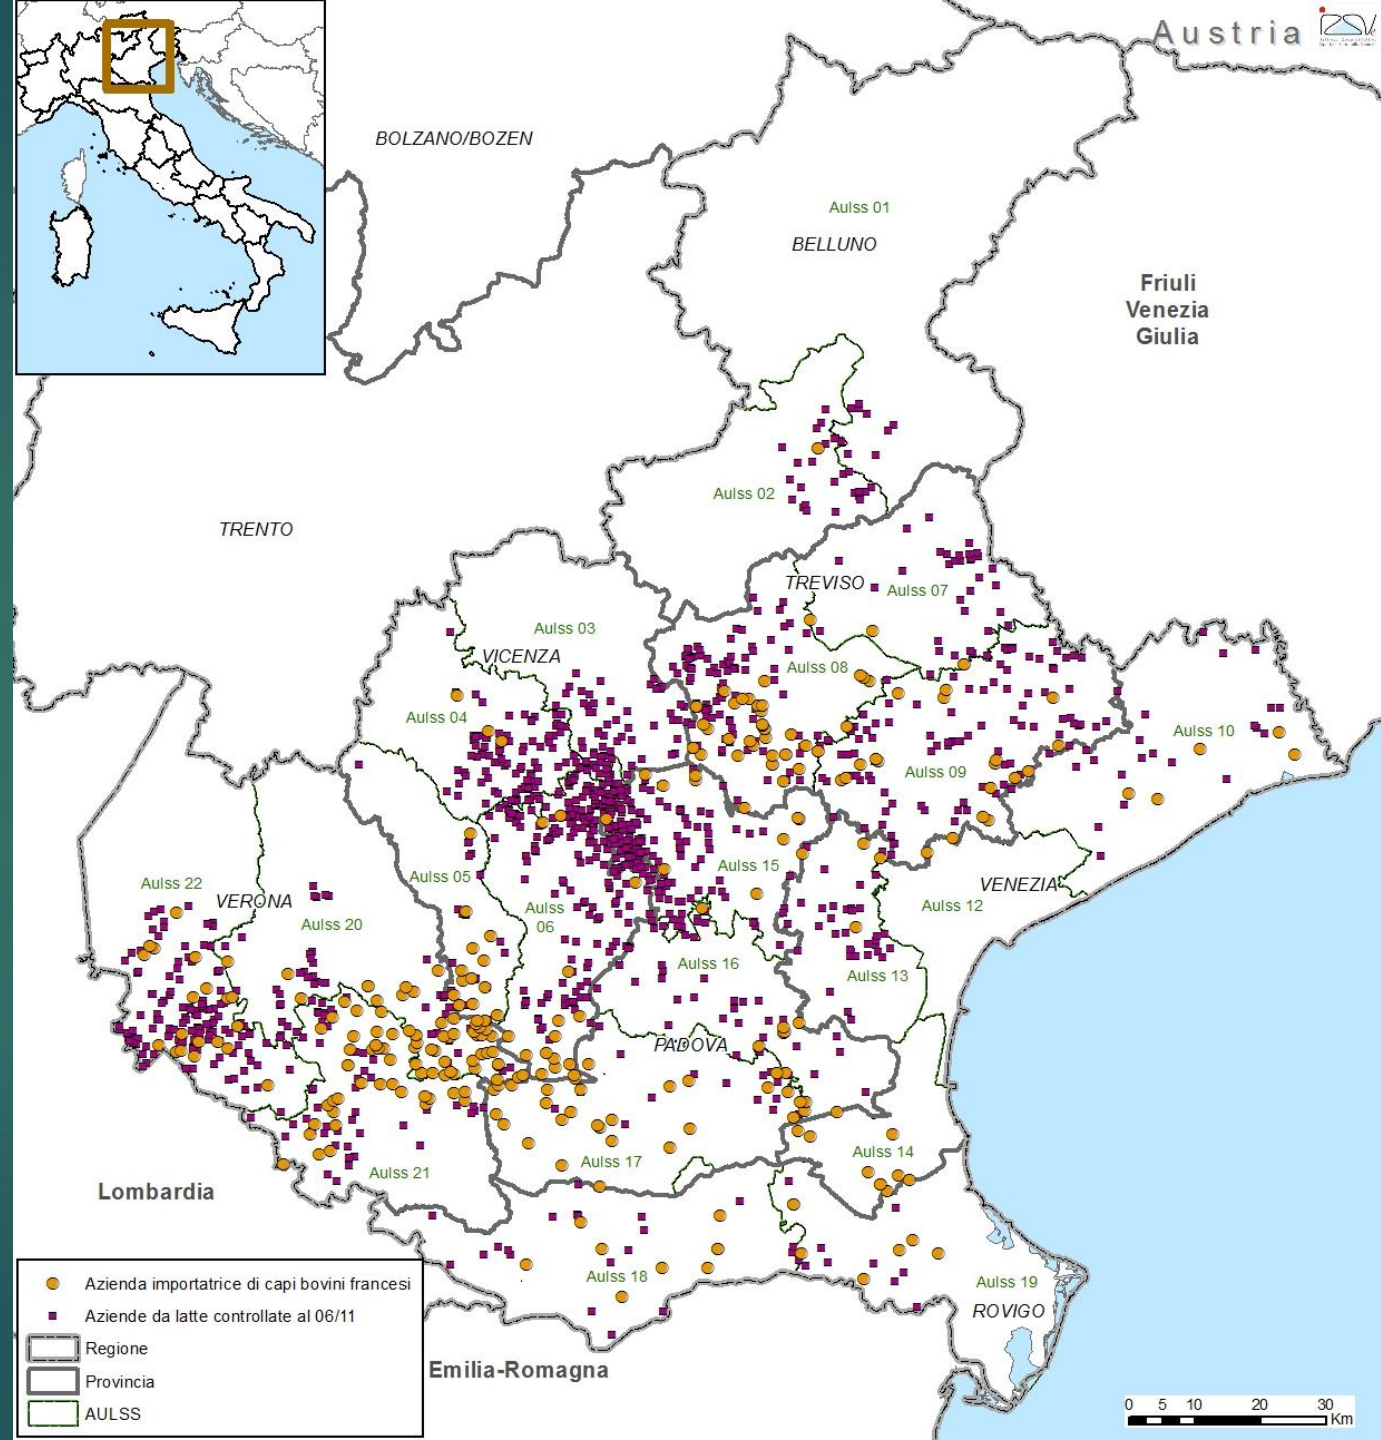 Austria
BOLZANO/BOZEN
Aulss 01
BELLUNO
Friuli
Venezia
Giulia
Aulss 02
TRENTO
TREVISO
Aulss 07
Aulss 03
VICENZA
Aulss 08
Aulss 04
Aulss 10
Aulss 09
Aulss 15
Aulss 05
Aulss 22
VERONA
VENEZIA
Aulss 12
Aulss
06
Aulss 20
Aulss 16
Aulss 13
PADOVA
Aulss 14
Aulss 17
Aulss 21
Lombardia
Aulss 18
Aulss 19
ROVIGO
Azienda importatrice di capi bovini francesi
Aziende da latte controllate al 06/11
Regione
Provincia
AULSS
Emilia-Romagna
0 5 10 20 30
Km